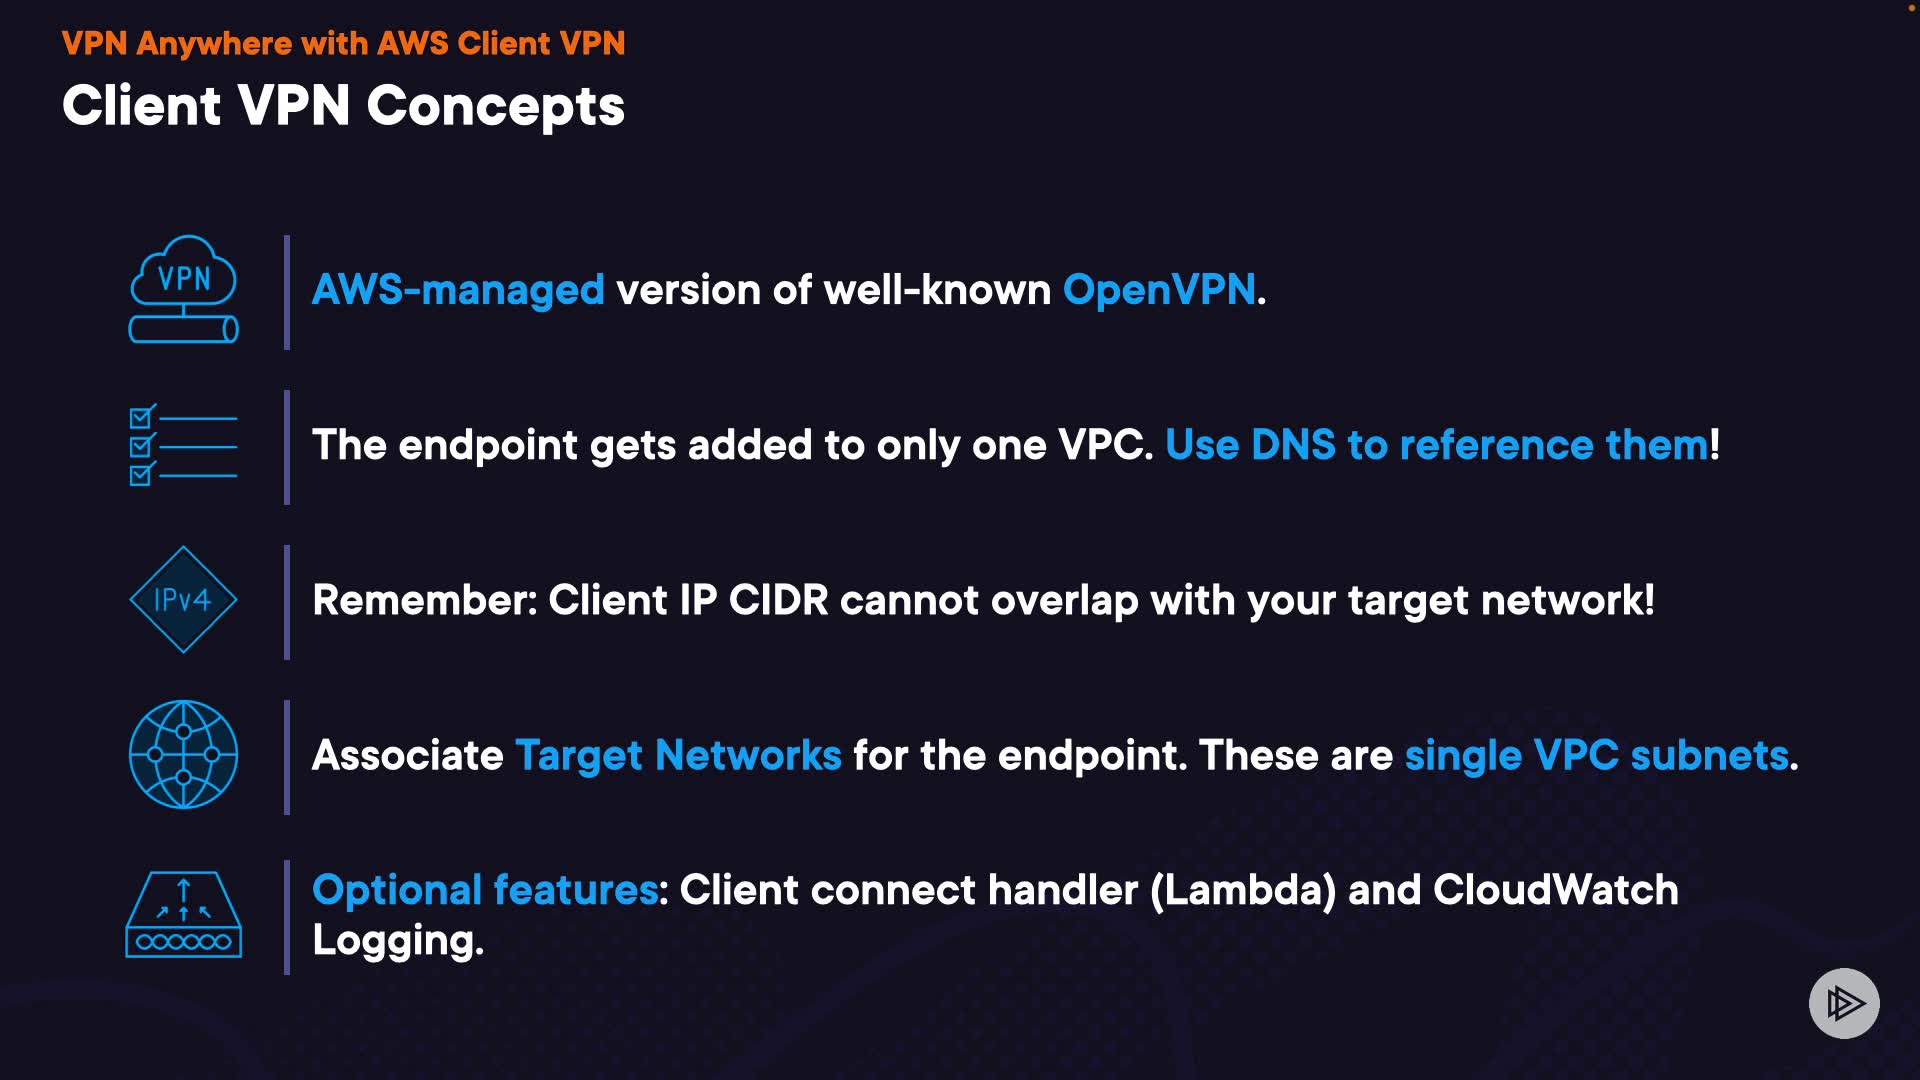 VPN Anywhere with AWS Client VPN
Client VPN Concepts
VPN
AWS-managed version of well-known OpenVPN.
The endpoint gets added to only one VPC. Use DNS to reference them!
IPv4
Remember: Client IP CIDR cannot overlap with your target network!
Associate Target Networks for the endpoint. These are single VPC subnets.
Optional features: Client connect handler (Lambda) and CloudWatch
Logging.